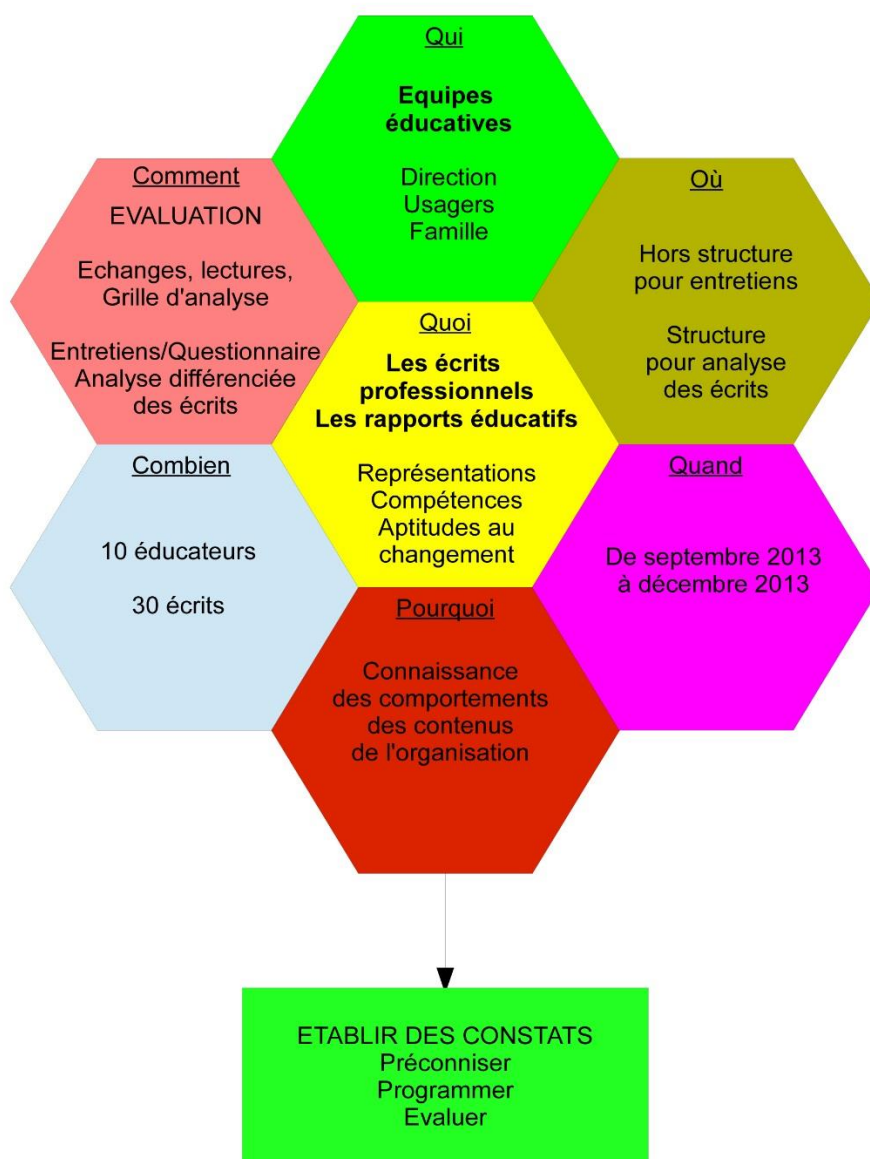 Qui
Equipes
éducatives
Direction
Usagers
Famille
Comment
EVALUATION
Echanges, lectures,
Grille d'analyse
Entretiens/Questionnaire
Analyse différenciée
des écrits
Où
Hors structure
pour entretiens
Structure
pour analyse
des écrits
Quoi
Les écrits
professionnels
Les rapports éducatifs
Représentations
Compétences
Aptitudes au
changement
Combien
10 éducateurs
30 écrits
Quand
De septembre 2013
à décembre 2013
Pourquoi
Connaissance
des comportements
des contenus
de l'organisation
ETABLIR DES CONSTATS
Préconiser
Programmer
Evaluer